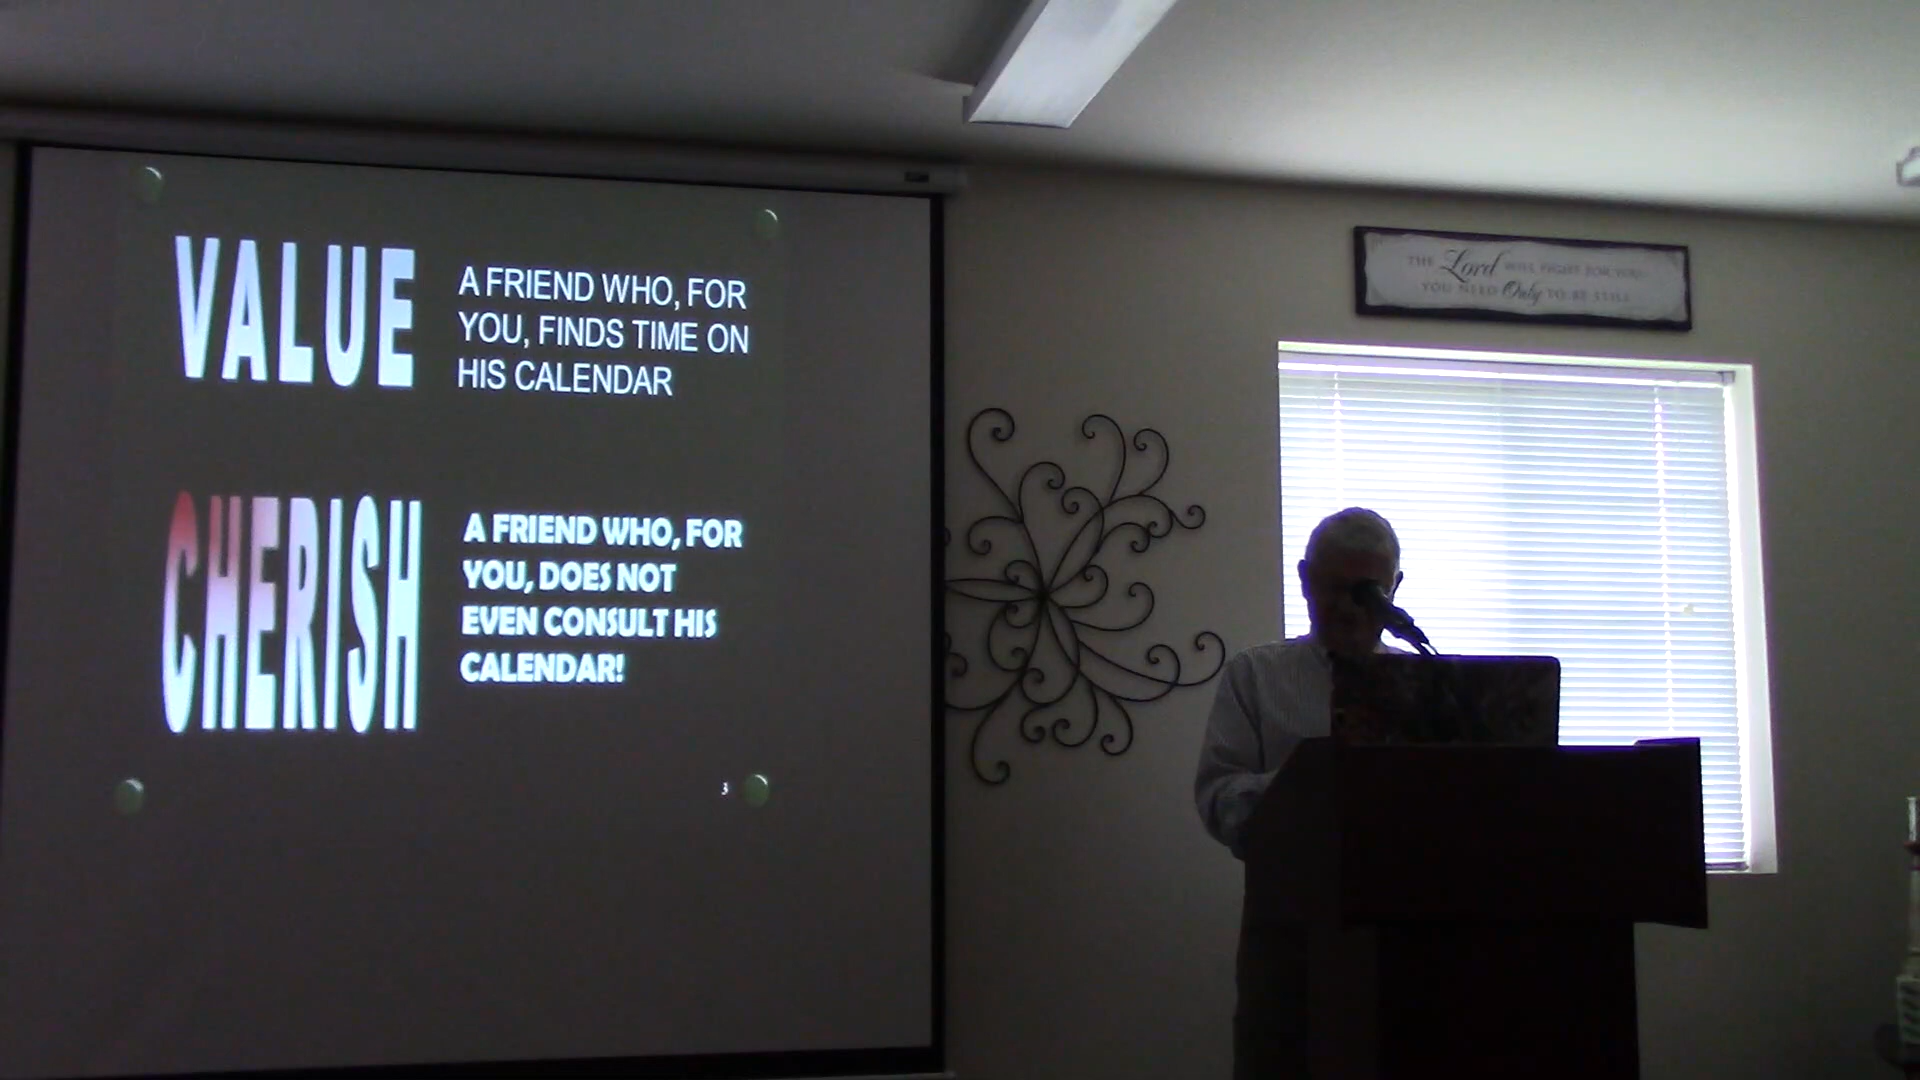 VALUE
A FRIEND WHO, FOR
YOU, FINDS TIME ON
HIS CALENDAR
CHERISH
A FRIEND WHO, FOR
YOU, DOES NOT
EVEN CONSULT HIS
CALENDAR!
3
THE Lord WILL FIGHT FOR YOU
YOU NEED Only TO BE STILL